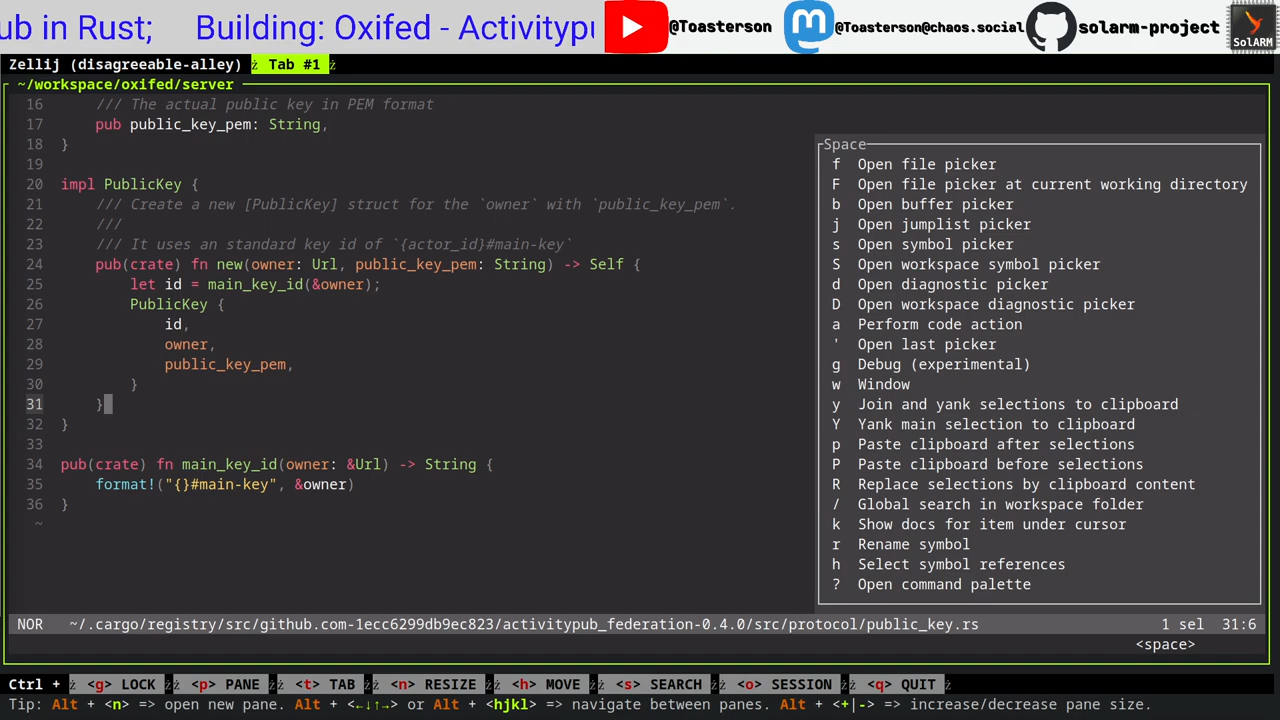 ub in Rust;     Building: Oxifed - Activitypu
@Toasterson
@Toasterson@chaos.social
solarm-project
SolARM
Zellij (disagreeable-alley)  Tab #1
~/workspace/oxifed/server
16 /// The actual public key in PEM format
17 pub public_key_pem: String,
18 }
19
20 impl PublicKey {
21 /// Create a new [PublicKey] struct for the `owner` with `public_key_pem`.
22 ///
23 /// It uses an standard key id of `{actor_id}#main-key`
24 pub(crate) fn new(owner: Url, public_key_pem: String) -> Self {
25 let id = main_key_id(&owner);
26 PublicKey {
27 id,
28 owner,
29 public_key_pem,
30 }
31 }
32 }
33
34 pub(crate) fn main_key_id(owner: &Url) -> String {
35 format!("{}#main-key", &owner)
36 }
~
Space
f Open file picker
F Open file picker at current working directory
b Open buffer picker
j Open jumplist picker
s Open symbol picker
S Open workspace symbol picker
d Open diagnostic picker
D Open workspace diagnostic picker
a Perform code action
' Open last picker
g Debug (experimental)
w Window
y Join and yank selections to clipboard
Y Yank main selection to clipboard
p Paste clipboard after selections
P Paste clipboard before selections
R Replace selections by clipboard content
/ Global search in workspace folder
k Show docs for item under cursor
r Rename symbol
h Select symbol references
? Open command palette
NOR ~/.cargo/registry/src/github.com-1ecc6299db9ec823/activitypub_federation-0.4.0/src/protocol/public_key.rs 1 sel 31:6
<space>
Ctrl + <g> LOCK <p> PANE <t> TAB <n> RESIZE <h> MOVE <s> SEARCH <o> SESSION <q> QUIT
Tip: Alt + <n> => open new pane. Alt + <←↓↑→> or Alt + <hjkl> => navigate between panes. Alt + <+|-> => increase/decrease pane size.